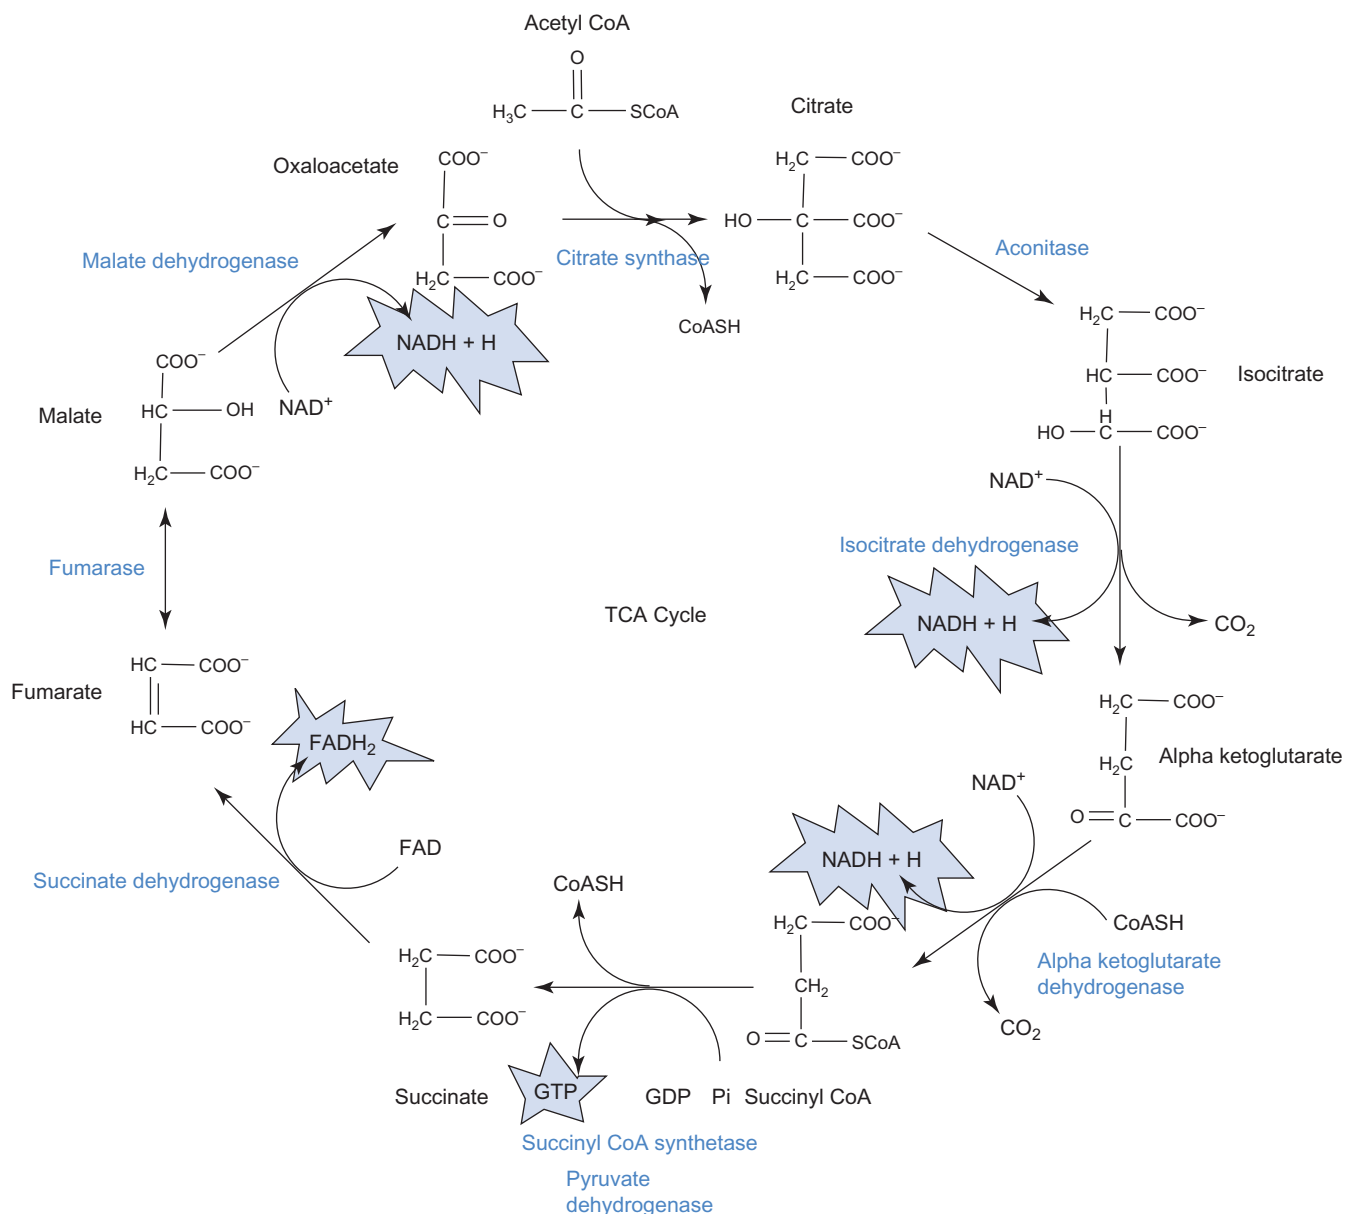 Acetyl CoA
O
H₃C C SCoA
Citrate
H₂C COO⁻
HO C COO⁻
H₂C COO⁻
Oxaloacetate
COO⁻
C O
H₂C COO⁻
Citrate synthase
CoASH
Aconitase
Malate dehydrogenase
NADH + H
NAD⁺
H₂C COO⁻
HC COO⁻
H
HO C COO⁻
Isocitrate
COO⁻
Malate
HC OH
H₂C COO⁻
NAD⁺
Isocitrate dehydrogenase
NADH + H
CO₂
Fumarase
TCA Cycle
HC COO⁻
Fumarate
HC COO⁻
FADH₂
FAD
Succinate dehydrogenase
H₂C COO⁻
H₂C
Alpha ketoglutarate
O C COO⁻
NAD⁺
NADH + H
CoASH
Alpha ketoglutarate
dehydrogenase
CO₂
H₂C COO⁻
CH₂
O C SCoA
CoASH
H₂C COO⁻
H₂C COO⁻
Succinate
GTP
GDP
Pi
Succinyl CoA
Succinyl CoA synthetase
Pyruvate
dehydrogenase